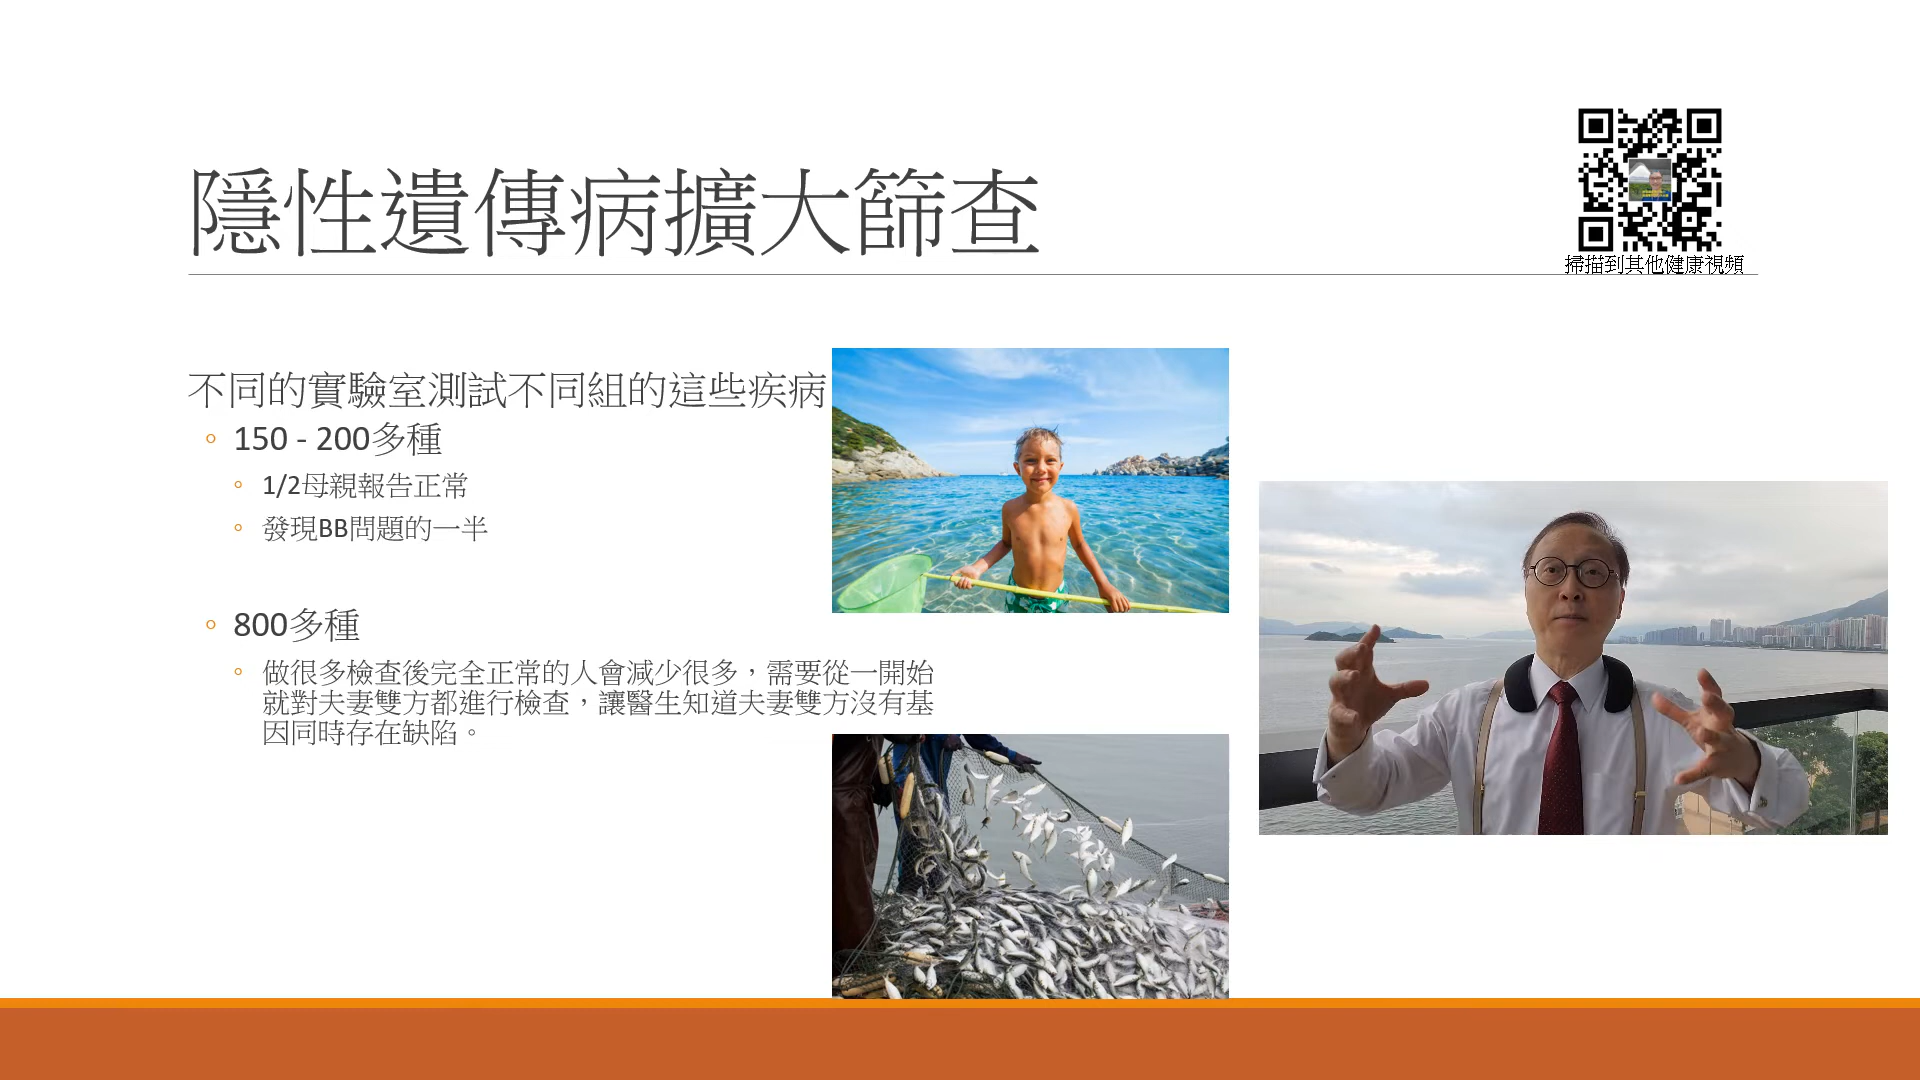 隱性遺傳病擴大篩查
掃描到其他健康視頻
不同的實驗室測試不同組的這些疾病
150 - 200多種
1/2母親報告正常
發現BB問題的一半
800多種
做很多檢查後完全正常的人會減少很多，需要從一開始
就對夫妻雙方都進行檢查，讓醫生知道夫妻雙方沒有基
因同時存在缺陷。